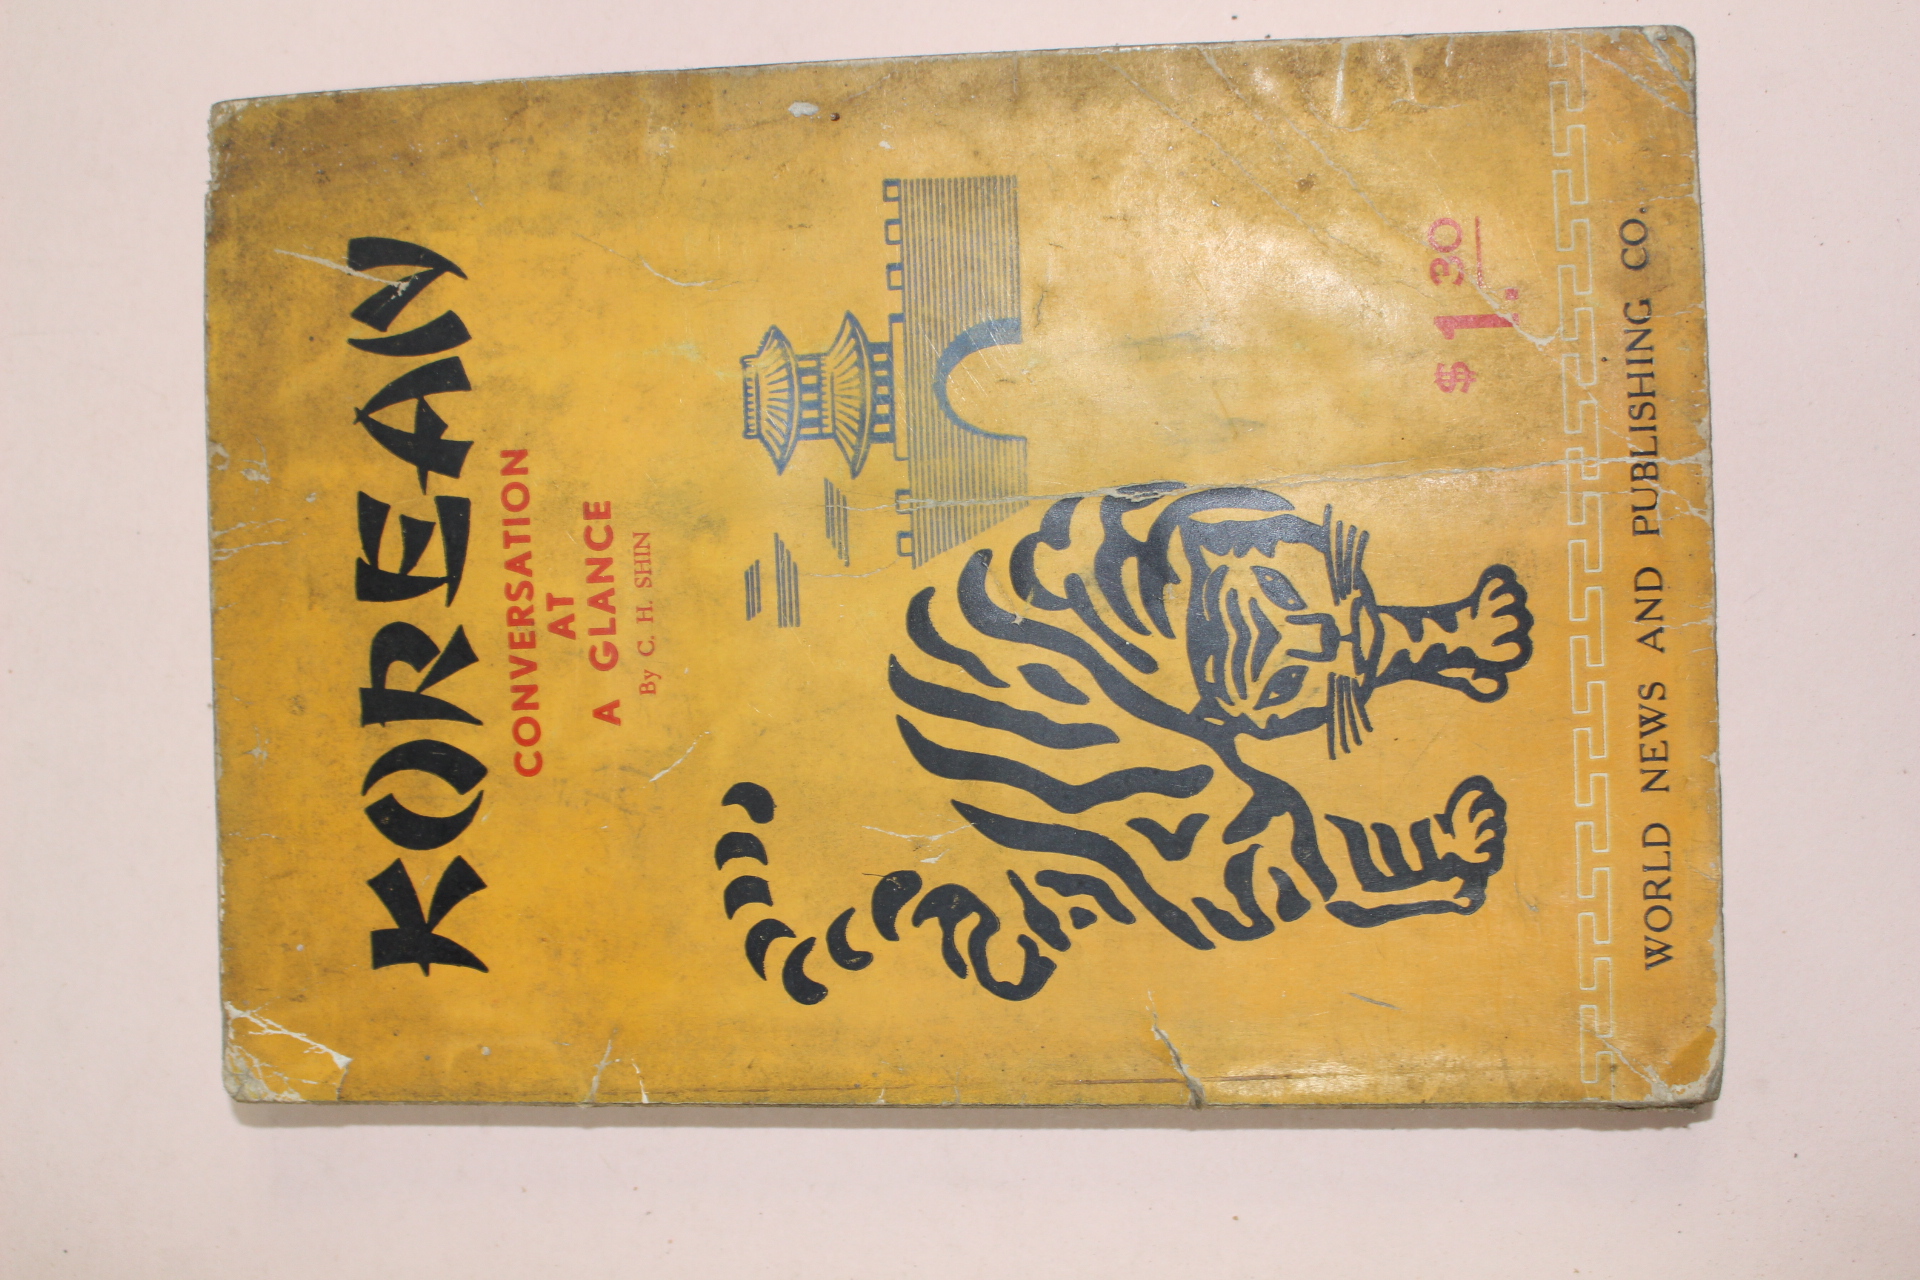 KOREAN
CONVERSATION
AT
A GLANCE
By C. H. SHIN
$1.30
WORLD NEWS AND PUBLISHING CO.